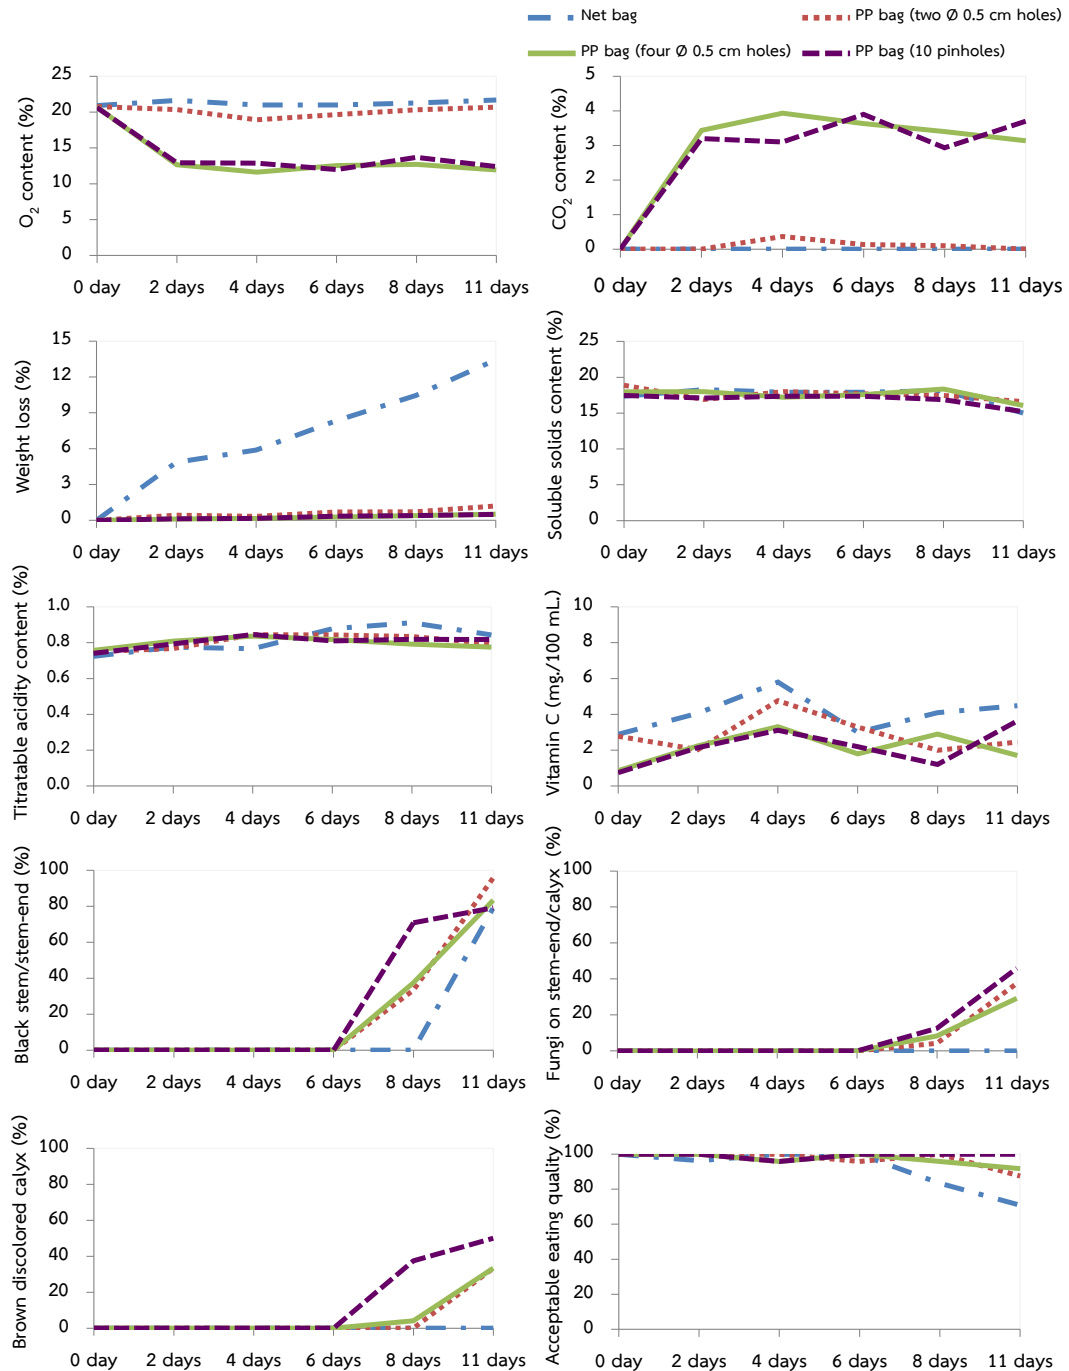 Net bag
PP bag (two Ø 0.5 cm holes)
PP bag (four Ø 0.5 cm holes)
PP bag (10 pinholes)
O2 content (%)
25
20
15
10
5
0
0 day 2 days 4 days 6 days 8 days 11 days
CO2 content (%)
5
4
3
2
1
0
0 day 2 days 4 days 6 days 8 days 11 days
Weight loss (%)
15
12
9
6
3
0
0 day 2 days 4 days 6 days 8 days 11 days
Soluble solids content (%)
25
20
15
10
5
0
0 day 2 days 4 days 6 days 8 days 11 days
Titratable acidity content (%)
1.0
0.8
0.6
0.4
0.2
0.0
0 day 2 days 4 days 6 days 8 days 11 days
Vitamin C (mg./100 mL.)
10
8
6
4
2
0
0 day 2 days 4 days 6 days 8 days 11 days
Black stem/stem-end (%)
100
80
60
40
20
0
0 day 2 days 4 days 6 days 8 days 11 days
Fungi on stem-end/calyx (%)
100
80
60
40
20
0
0 day 2 days 4 days 6 days 8 days 11 days
Brown discolored calyx (%)
100
80
60
40
20
0
0 day 2 days 4 days 6 days 8 days 11 days
Acceptable eating quality (%)
100
80
60
40
20
0
0 day 2 days 4 days 6 days 8 days 11 days